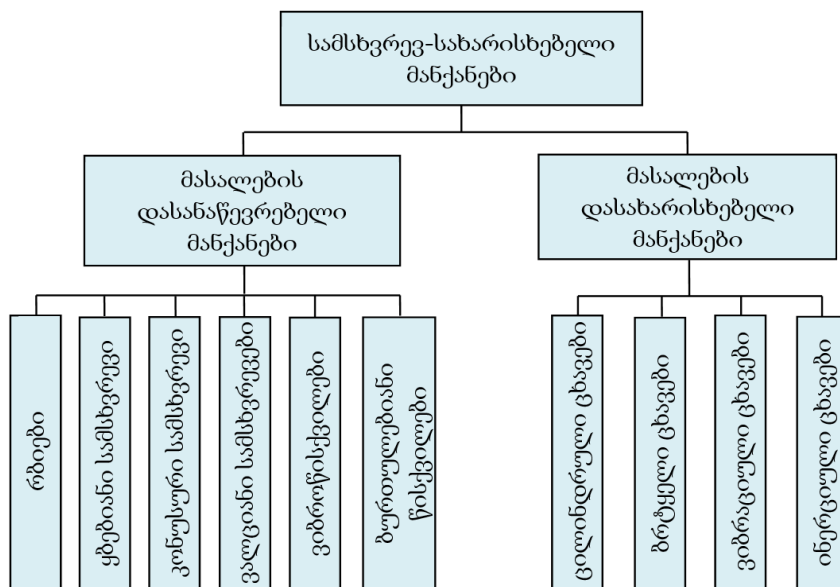 სამსხვრევ-სახარისხებელი
მანქანები
მასალების
დასანაწევრებელი
მანქანები
მასალების
დასახარისხებელი
მანქანები
რბიები
ყბებიანი სამსხვრევი
კონუსური სამსხვრევი
ვალციანი სამსხვრევები
ვიბროწისქვილები
ბურთულებიანი
წისქვილები
ცილინდრული ცხავები
ბრტყელი ცხავები
ვიბრაციული ცხავები
ინერციული ცხავები